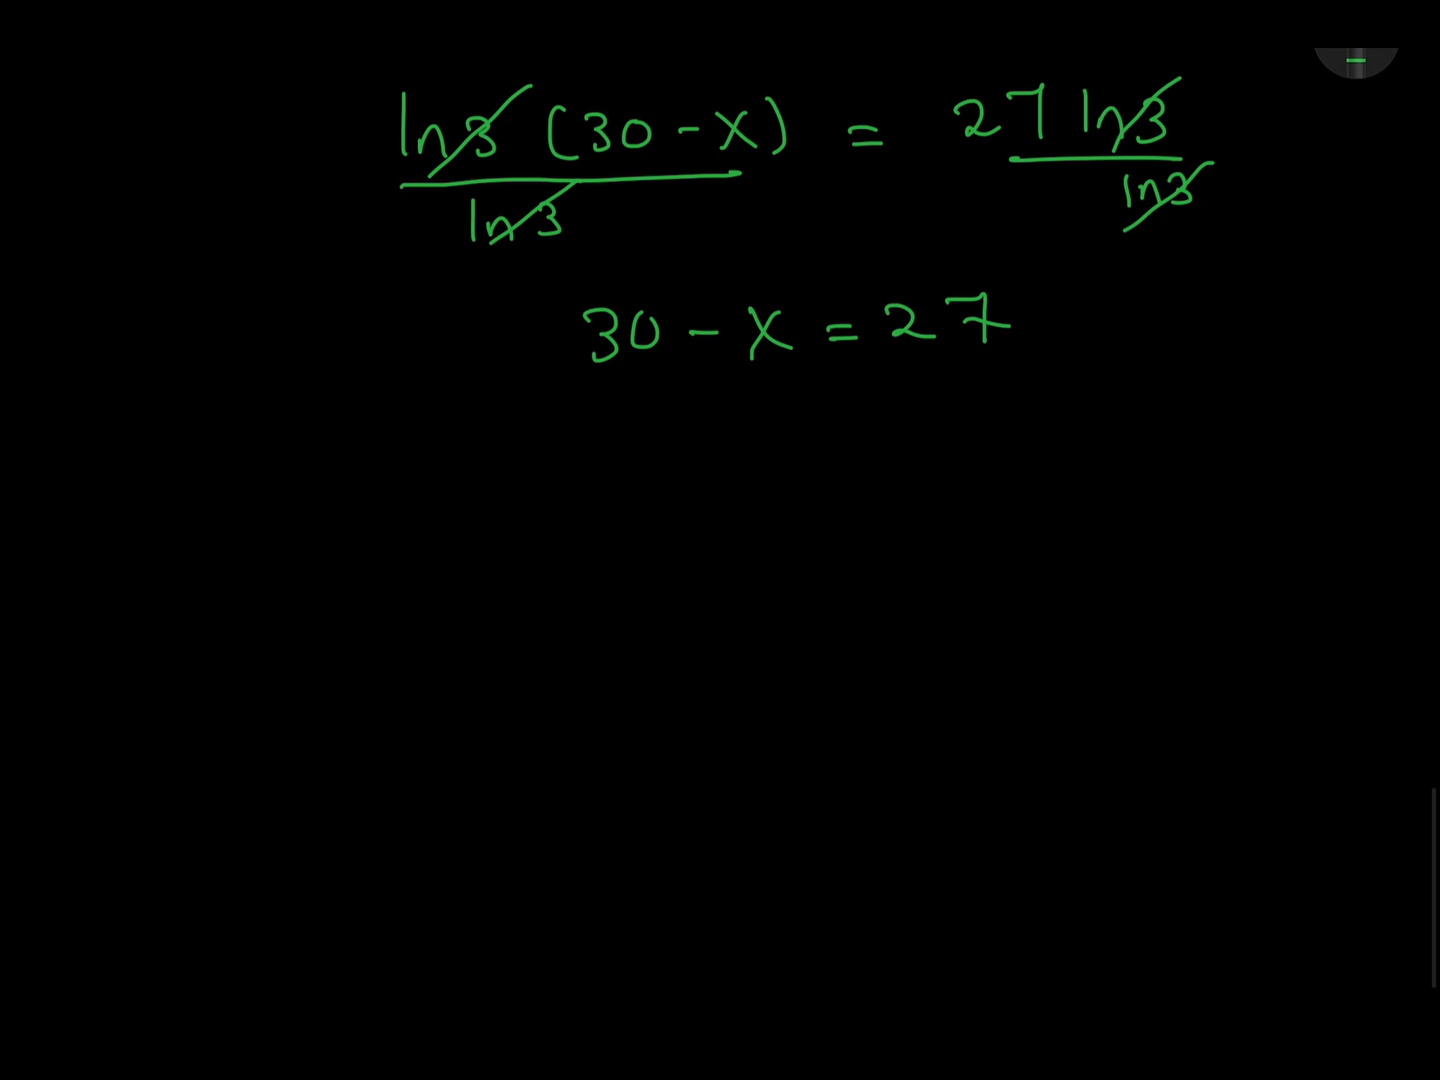 ln3 (30 - x) = 27 ln3
ln3 ln3
30 - x = 27